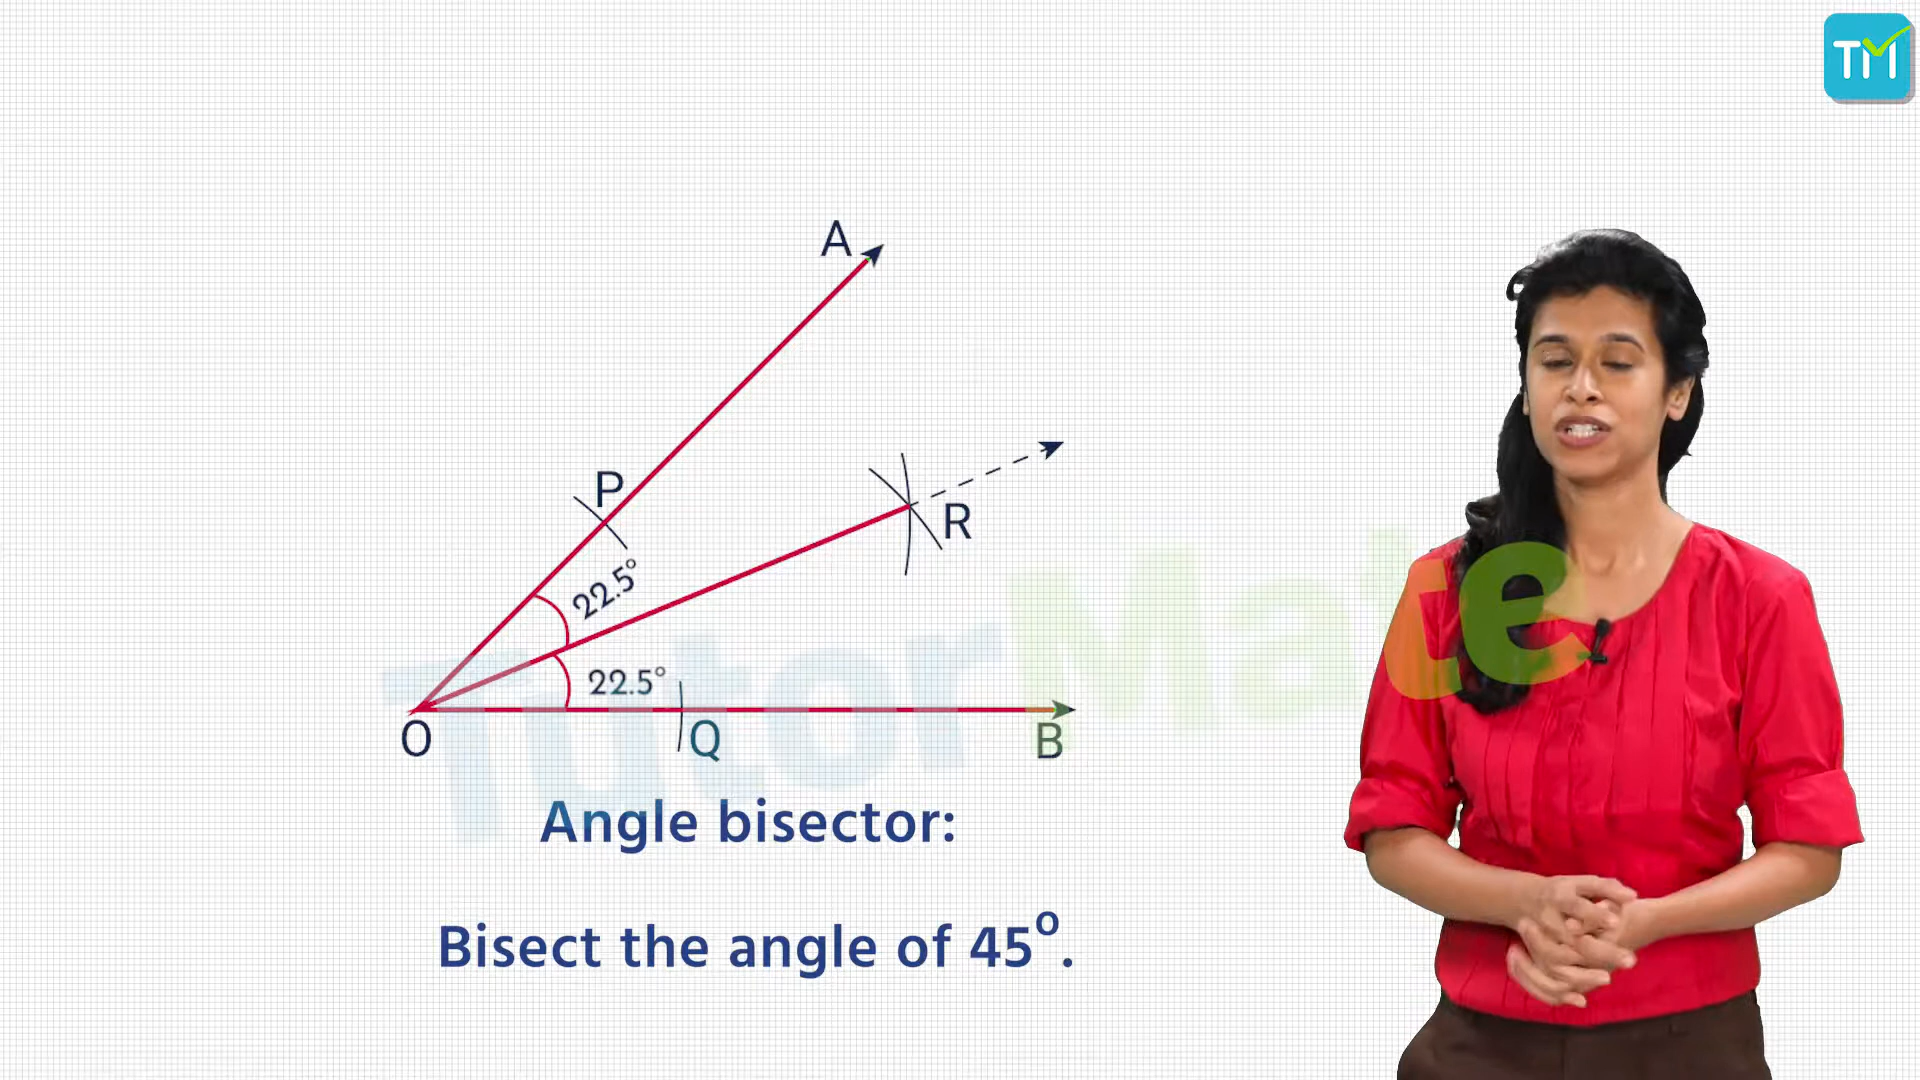 TM
A
P
R
22.5°
22.5°
O
Q
B
TutorMate
Angle bisector:
Bisect the angle of 45°.